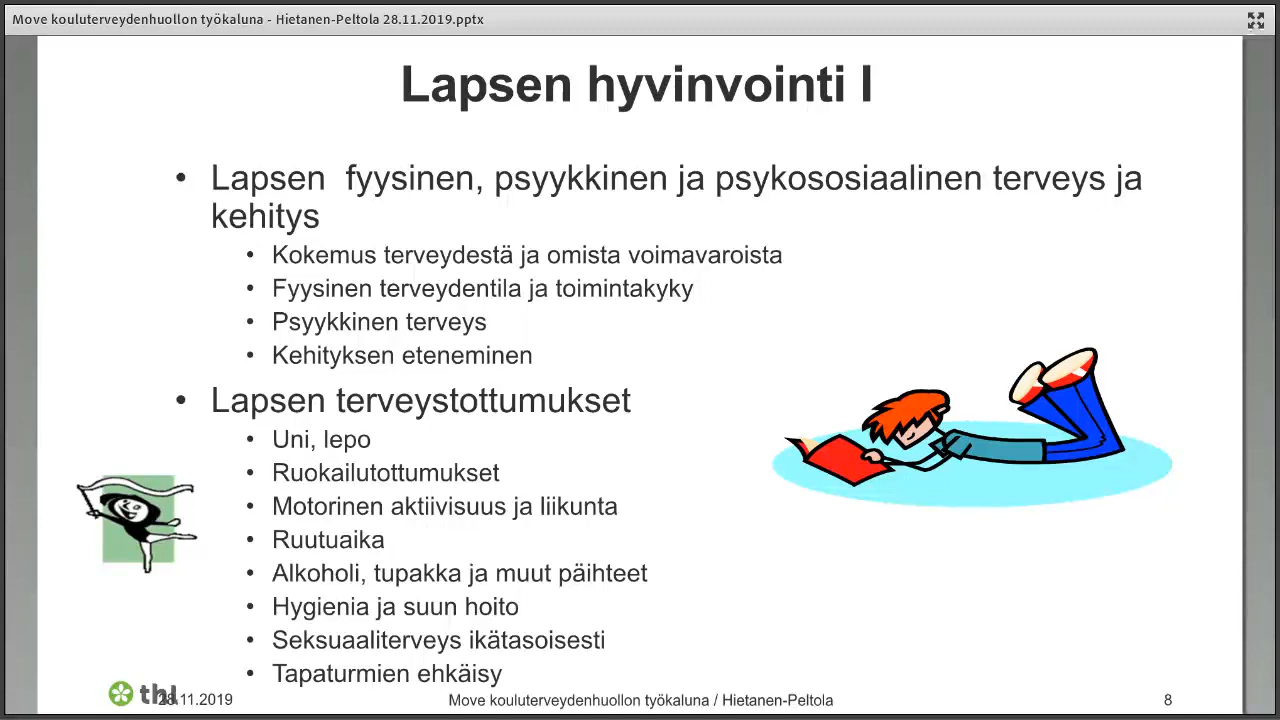 Move kouluterveydenhuollon työkaluna - Hietanen-Peltola 28.11.2019.pptx
Lapsen hyvinvointi I
• Lapsen fyysinen, psyykkinen ja psykososiaalinen terveys ja
kehitys
• Kokemus terveydestä ja omista voimavaroista
• Fyysinen terveydentila ja toimintakyky
• Psyykkinen terveys
• Kehityksen eteneminen
• Lapsen terveystottumukset
• Uni, lepo
• Ruokailutottumukset
• Motorinen aktiivisuus ja liikunta
• Ruutuaika
• Alkoholi, tupakka ja muut päihteet
• Hygienia ja suun hoito
• Seksuaaliterveys ikätasoisesti
• Tapaturmien ehkäisy
thl
28.11.2019
Move kouluterveydenhuollon työkaluna / Hietanen-Peltola
8